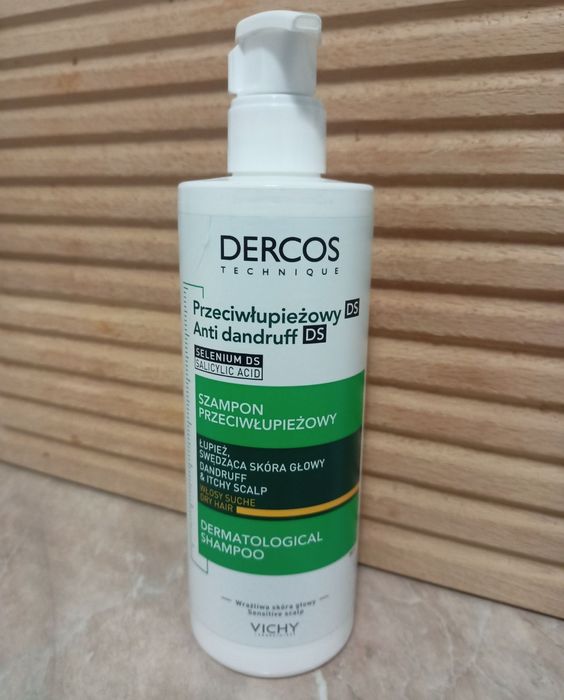 DERCOS
TECHNIQUE
Przeciwłupieżowy DS
Anti dandruff DS
SELENIUM DS
SALICYLIC ACID
SZAMPON
PRZECIWŁUPIEŻOWY
ŁUPIEŻ,
SWĘDZĄCA SKÓRA GŁOWY
DANDRUFF
& ITCHY SCALP
WŁOSY SUCHE
DRY HAIR
DERMATOLOGICAL
SHAMPOO
Wrażliwa skóra głowy
Sensitive scalp
VICHY
LABORATOIRES